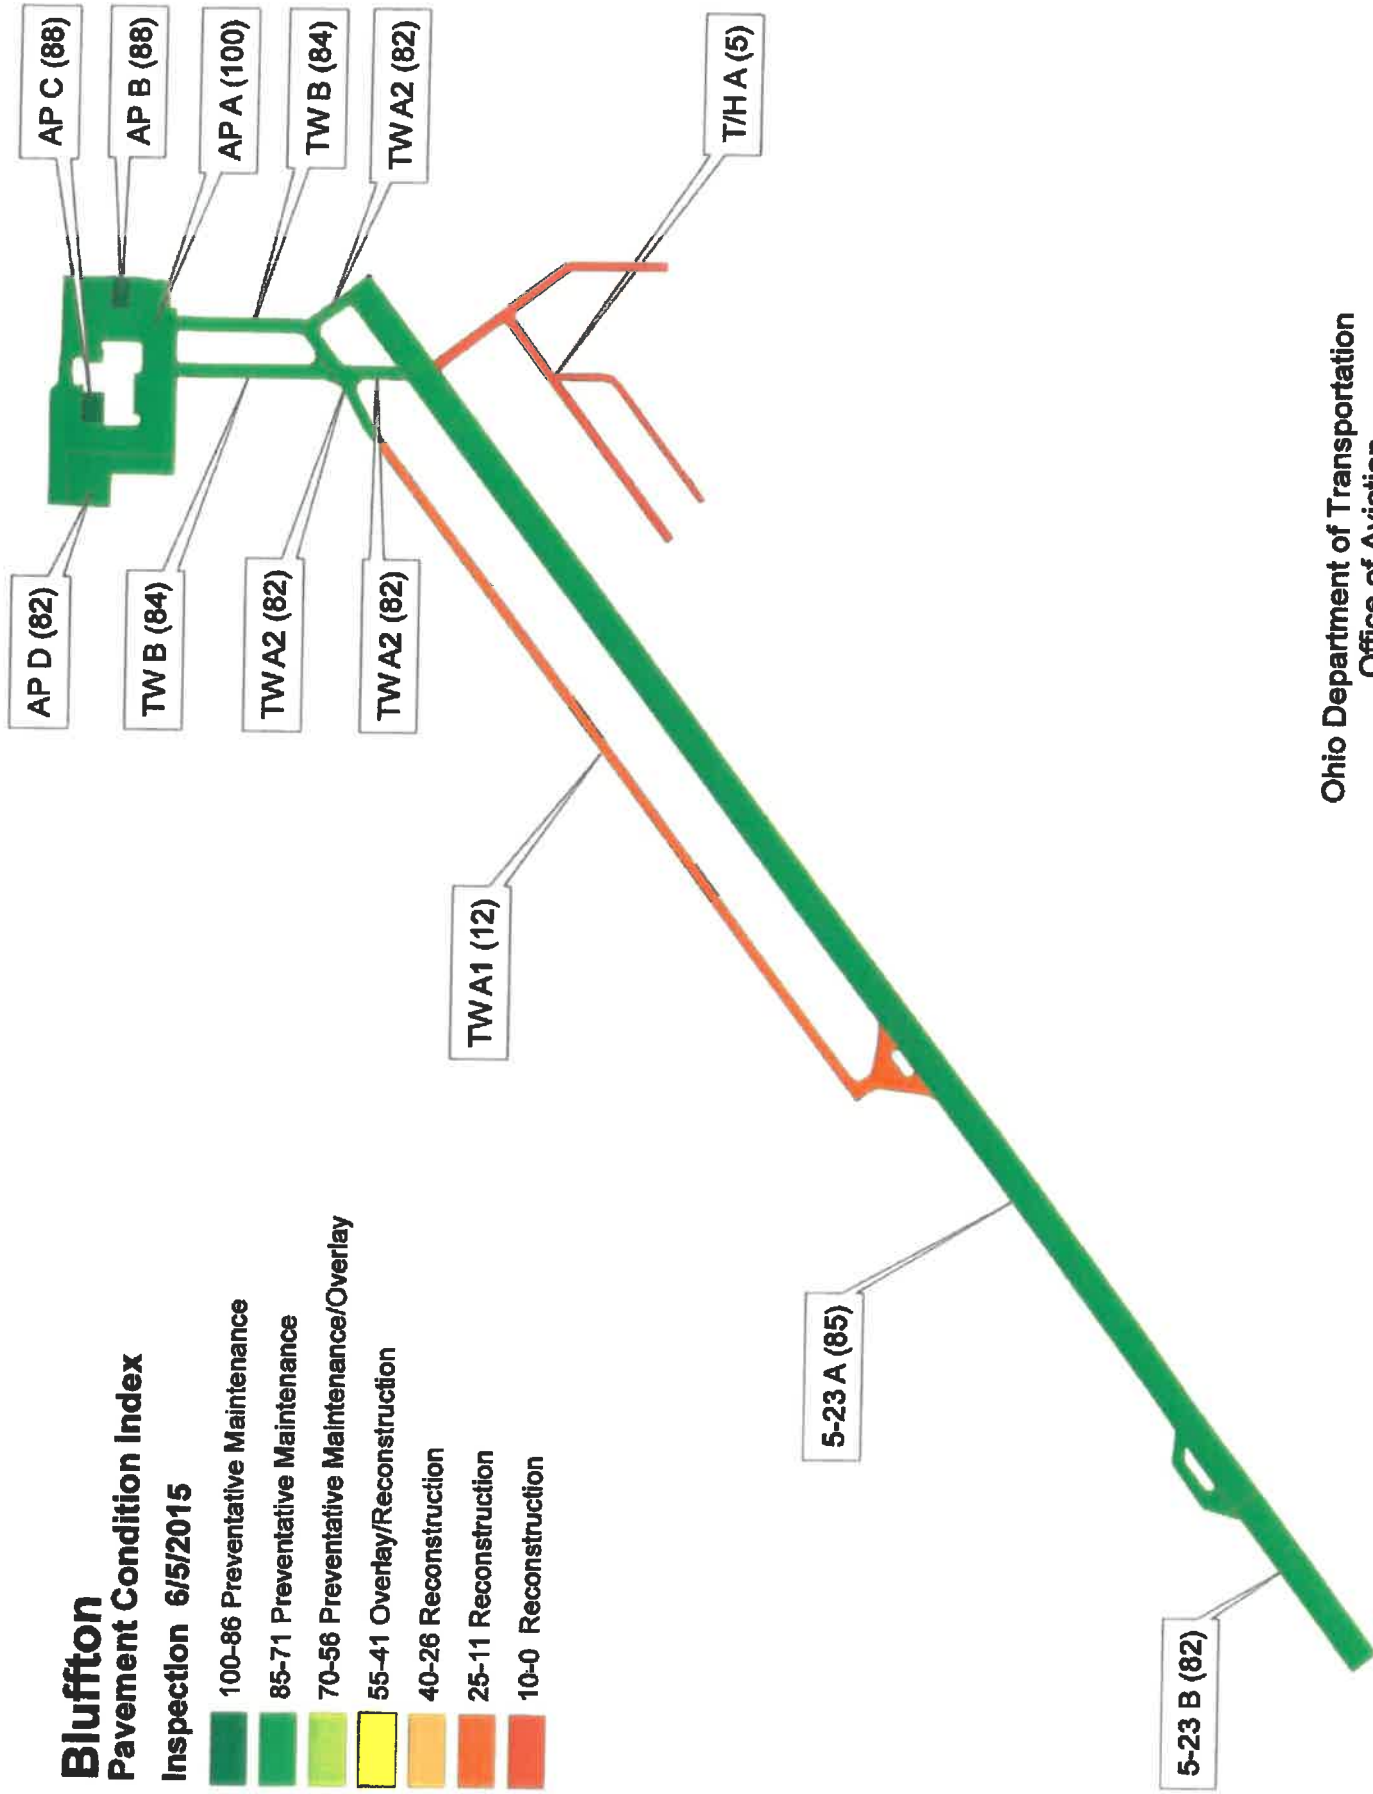 Bluffton
Pavement Condition Index
Inspection 6/5/2015
100-86 Preventative Maintenance
85-71 Preventative Maintenance
70-56 Preventative Maintenance/Overlay
55-41 Overlay/Reconstruction
40-26 Reconstruction
25-11 Reconstruction
10-0 Reconstruction
AP D (82)
TW B (84)
TW A2 (82)
TW A2 (82)
AP C (88)
AP B (88)
AP A (100)
TW B (84)
TW A2 (82)
T/H A (5)
TW A1 (12)
5-23 A (85)
5-23 B (82)
Ohio Department of Transportation
Office of Aviation